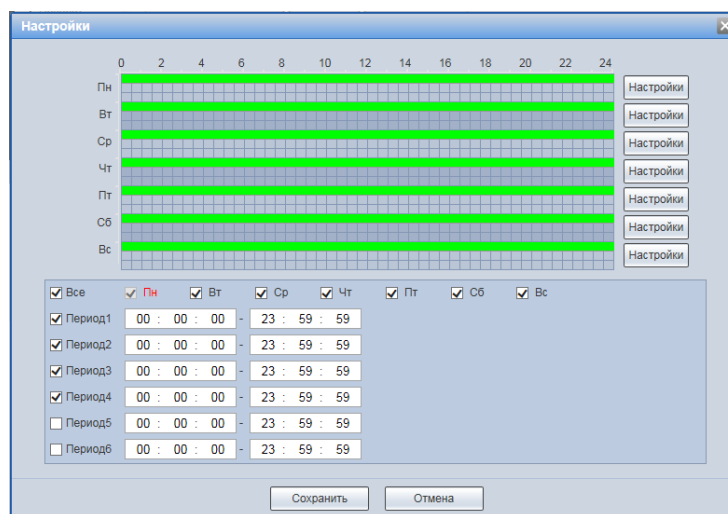 Настройки
0 2 4 6 8 10 12 14 16 18 20 22 24
Пн Настройки
Вт Настройки
Ср Настройки
Чт Настройки
Пт Настройки
Сб Настройки
Вс Настройки
Все Пн Вт Ср Чт Пт Сб Вс
Период1 00 : 00 : 00 - 23 : 59 : 59
Период2 00 : 00 : 00 - 23 : 59 : 59
Период3 00 : 00 : 00 - 23 : 59 : 59
Период4 00 : 00 : 00 - 23 : 59 : 59
Период5 00 : 00 : 00 - 23 : 59 : 59
Период6 00 : 00 : 00 - 23 : 59 : 59
Сохранить Отмена